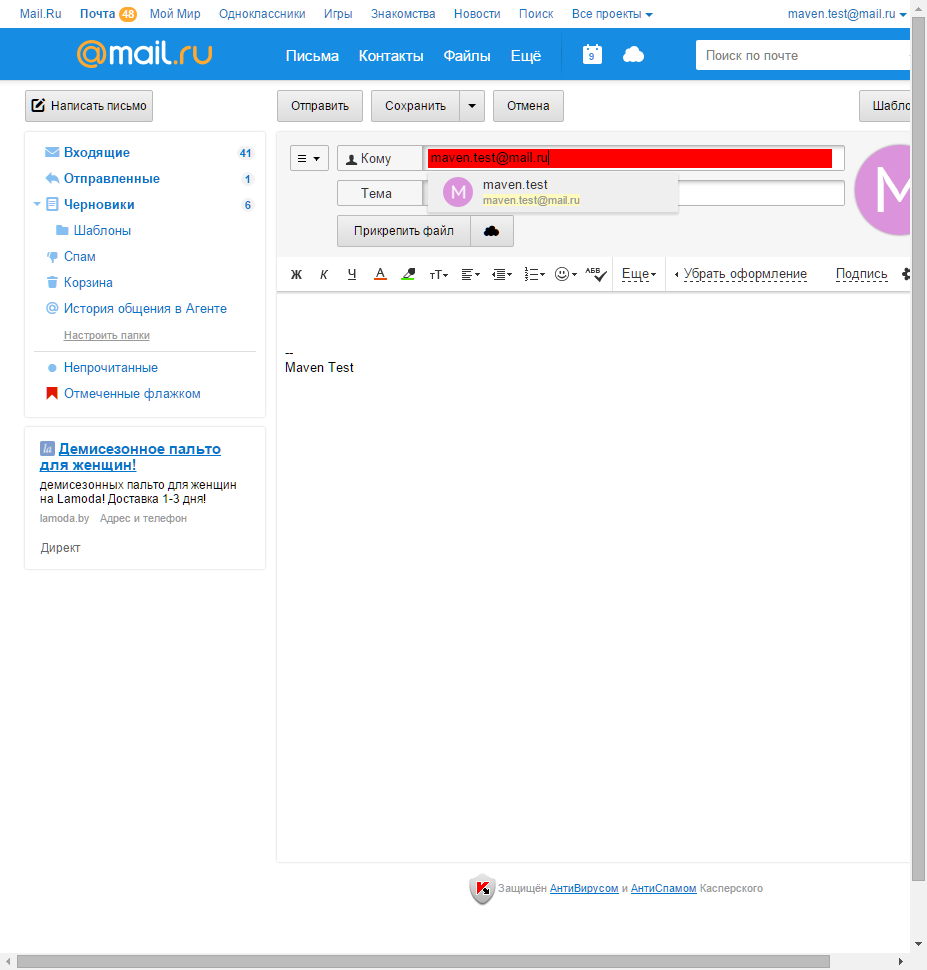 Mail.Ru Почта 48 Мой Мир Одноклассники Игры Знакомства Новости Поиск Все проекты maven.test@mail.ru
@mail.ru Письма Контакты Файлы Ещё 9 Поиск по почте
Написать письмо Отправить Сохранить Отмена Шабло
Входящие 41
Отправленные 1
Черновики 6
Шаблоны
Спам
Корзина
История общения в Агенте
Настроить папки
Непрочитанные
Отмеченные флажком
la Демисезонное пальто
для женщин!
демисезонных пальто для женщин
на Lamoda! Доставка 1-3 дня!
lamoda.by Адрес и телефон
Директ
Кому maven.test@mail.ru
Тема
M maven.test
maven.test@mail.ru
M
Прикрепить файл
Ж К Ч А тТ АБВ Еще Убрать оформление Подпись
--
Maven Test
Защищён АнтиВирусом и АнтиСпамом Касперского